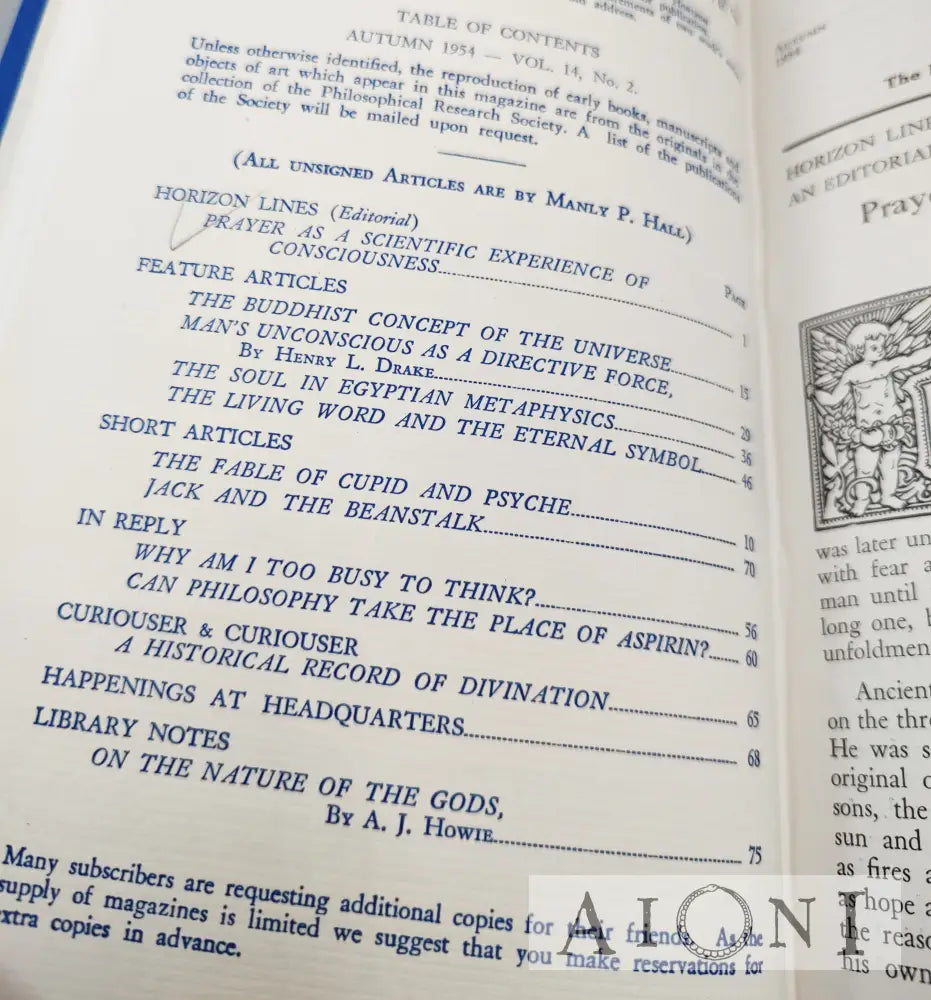 of publication
address.
TABLE OF CONTENTS
AUTUMN 1954 — VOL. 14, No. 2.
Unless otherwise identified, the reproduction of early books, manuscripts and
objects of art which appear in this magazine are from the originals in the
collection of the Philosophical Research Society. A list of the publications
of the Society will be mailed upon request.
(ALL UNSIGNED ARTICLES ARE BY MANLY P. HALL)
HORIZON LINES (Editorial)
PRAYER AS A SCIENTIFIC EXPERIENCE OF
CONSCIOUSNESS
PAGE
1
FEATURE ARTICLES
THE BUDDHIST CONCEPT OF THE UNIVERSE 15
MAN'S UNCONSCIOUS AS A DIRECTIVE FORCE,
BY HENRY L. DRAKE 29
THE SOUL IN EGYPTIAN METAPHYSICS 36
THE LIVING WORD AND THE ETERNAL SYMBOL 46
SHORT ARTICLES
THE FABLE OF CUPID AND PSYCHE 10
JACK AND THE BEANSTALK 70
IN REPLY
WHY AM I TOO BUSY TO THINK? 56
CAN PHILOSOPHY TAKE THE PLACE OF ASPIRIN? 60
CURIOUSER & CURIOUSER
A HISTORICAL RECORD OF DIVINATION 65
HAPPENINGS AT HEADQUARTERS 68
LIBRARY NOTES
ON THE NATURE OF THE GODS,
BY A. J. HOWIE 75
Many subscribers are requesting additional copies for their friends. As the
supply of magazines is limited we suggest that you make reservations for
extra copies in advance.
AUTUMN
1954
The
HORIZON LINES
AN EDITORIAL
was later
with fear
man until
long one,
Ancient
on the
He was
original
sons, the
sun and
as fires
as hope
the
his own
AIONI